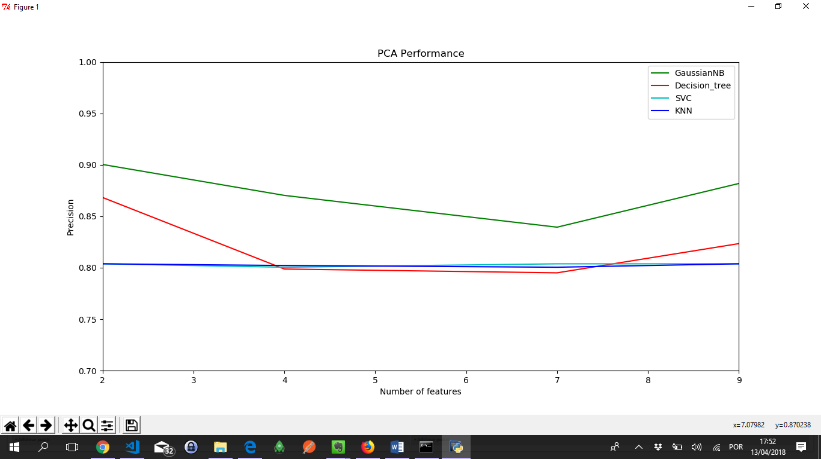 Figure 1
PCA Performance
1.00
0.95
0.90
0.85
0.80
0.75
0.70
Precision
2 3 4 5 6 7 8 9
Number of features
GaussianNB
Decision_tree
SVC
KNN
x=7.07982 y=0.870238
32
POR
17:52
13/04/2018